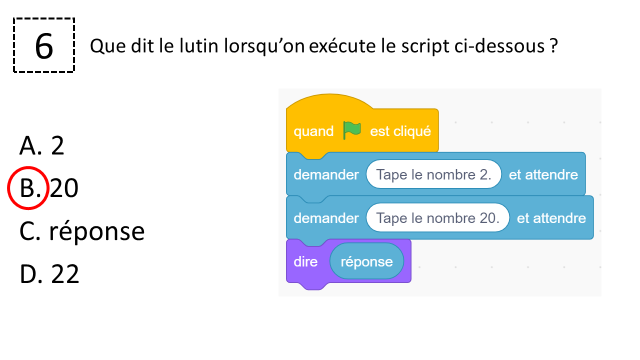 6
Que dit le lutin lorsqu'on exécute le script ci-dessous ?
A. 2
B. 20
C. réponse
D. 22
quand est cliqué
demander Tape le nombre 2. et attendre
demander Tape le nombre 20. et attendre
dire réponse